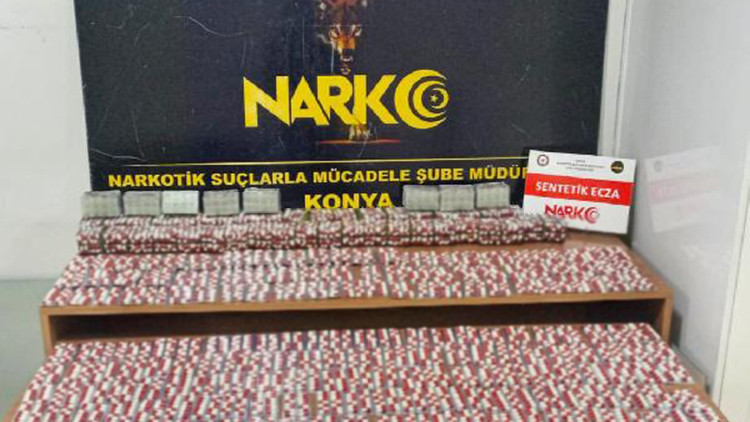 NARKO
NARKOTİK SUÇLARLA MÜCADELE ŞUBE MÜDÜR
KONYA
SENTETİK ECZA
NARKO